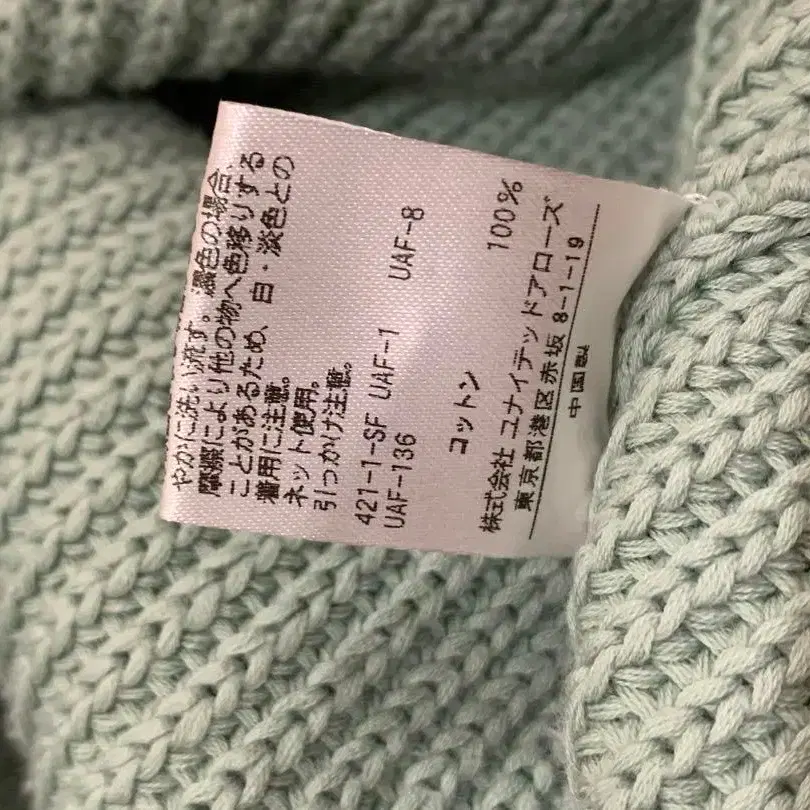 やかに洗い流す。濃色の場合、
摩擦により他の物へ色移りする
ことがあるため、白・淡色との
着用に注意。
ネット使用。
引っかけ注意。
421-1-SF UAF-1 UAF-8
UAF-136
コットン 100%
株式会社 ユナイテッドアローズ
東京都港区赤坂 8-1-19
中国製